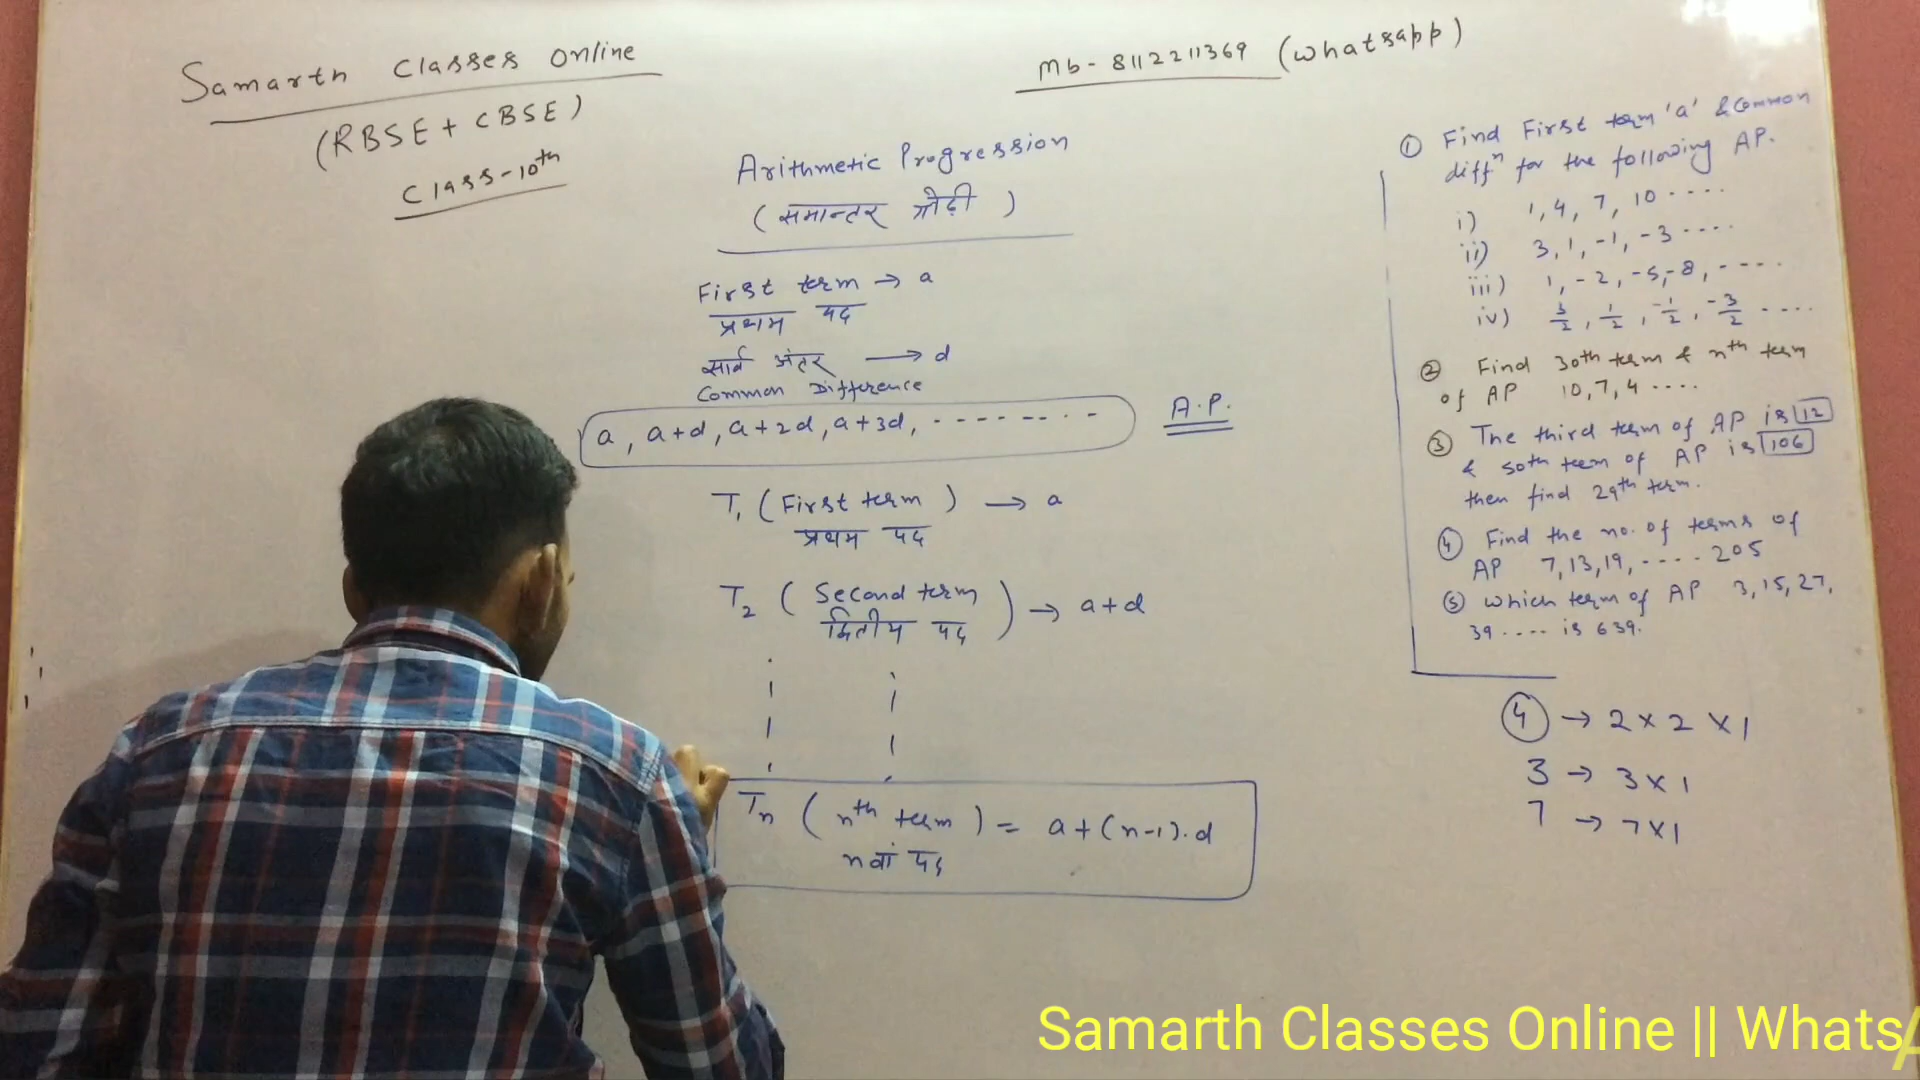 Samarth Classes Online
(RBSE + CBSE)
Class-10th
Mb- 8112211369 (Whatsapp)
Arithmetic Progression
(समान्तर श्रेढ़ी)
First term → a
प्रथम पद
सार्व अंतर → d
Common Difference
a, a+d, a+2d, a+3d, - - - - - - - -
A.P.
T₁ (First term) → a
प्रथम पद
T₂ (Second term) → a+d
द्वितीय पद
Tn (nth term) = a+(n-1).d
nवां पद
① Find First term 'a' & Common
diffⁿ for the following AP.
i) 1, 4, 7, 10 ....
ii) 3, 1, -1, -3 ....
iii) 1, -2, -5, -8, ....
iv) 3/2, 1/2, -1/2, -3/2 ....
② Find 30th term & nth term
of AP 10, 7, 4 ....
③ The third term of AP is 12
& 50th term of AP is 106
then find 29th term.
④ Find the no. of terms of
AP 7, 13, 19, ..... 205
⑤ Which term of AP 3, 15, 27,
39 .... is 639.
④ → 2 × 2 × 1
3 → 3 × 1
7 → 7 × 1
Samarth Classes Online || Whats